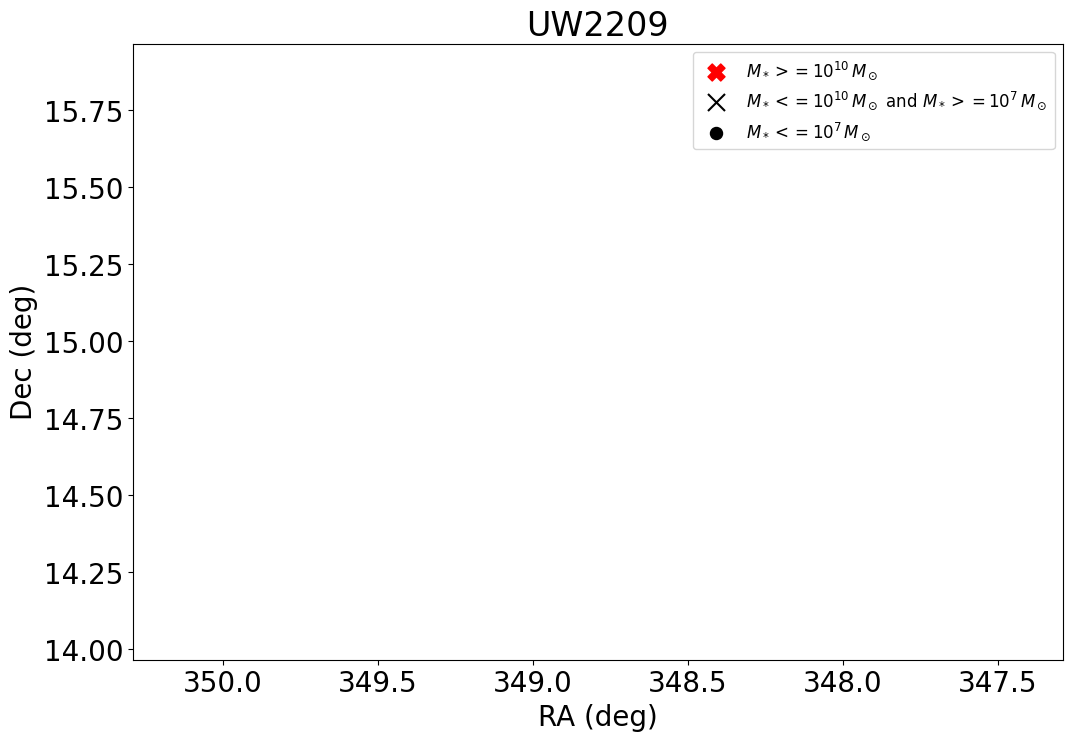 UW2209
M* >= 10^10 M⊙
M* <= 10^10 M⊙ and M* >= 10^7 M⊙
M* <= 10^7 M⊙
15.75
15.50
15.25
15.00
14.75
14.50
14.25
14.00
Dec (deg)
350.0 349.5 349.0 348.5 348.0 347.5
RA (deg)